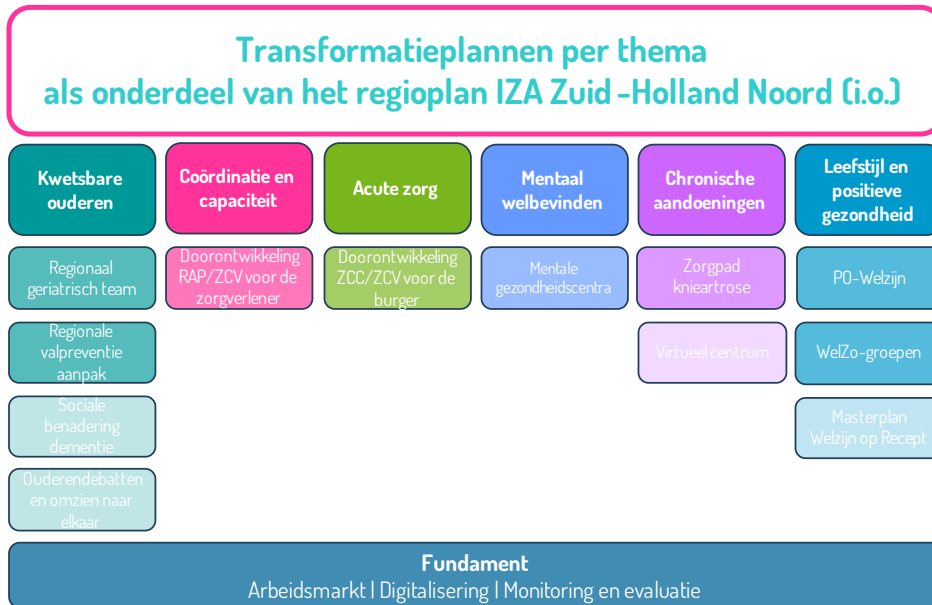 Transformatieplannen per thema
als onderdeel van het regioplan IZA Zuid-Holland Noord (i.o.)
Kwetsbare
ouderen
Coördinatie en
capaciteit
Acute zorg
Mentaal
welbevinden
Chronische
aandoeningen
Leefstijl en
positieve
gezondheid
Regionaal
geriatrisch team
Doorontwikkeling
RAP/ZCV voor de
zorgverlener
Doorontwikkeling
ZCC/ZCV voor de
burger
Mentale
gezondheidscentra
Zorgpad
knieartrose
PO-Welzijn
Regionale
valpreventie
aanpak
Virtueel centrum
WelZo-groepen
Sociale
benadering
dementie
Masterplan
Welzijn op Recept
Ouderendebatten
en omzien naar
elkaar
Fundament
Arbeidsmarkt | Digitalisering | Monitoring en evaluatie